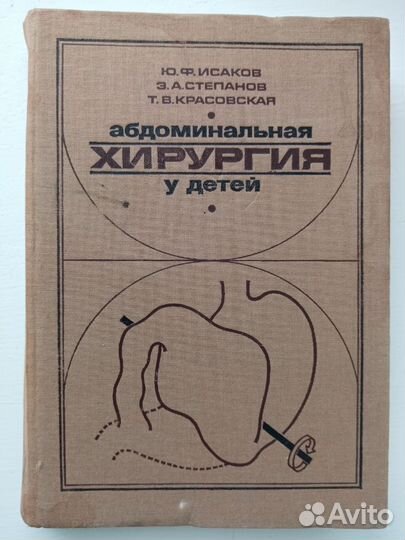 Ю.Ф.ИСАКОВ
Э.А.СТЕПАНОВ
Т.В.КРАСОВСКАЯ
абдоминальная
ХИРУРГИЯ
у детей
Avito